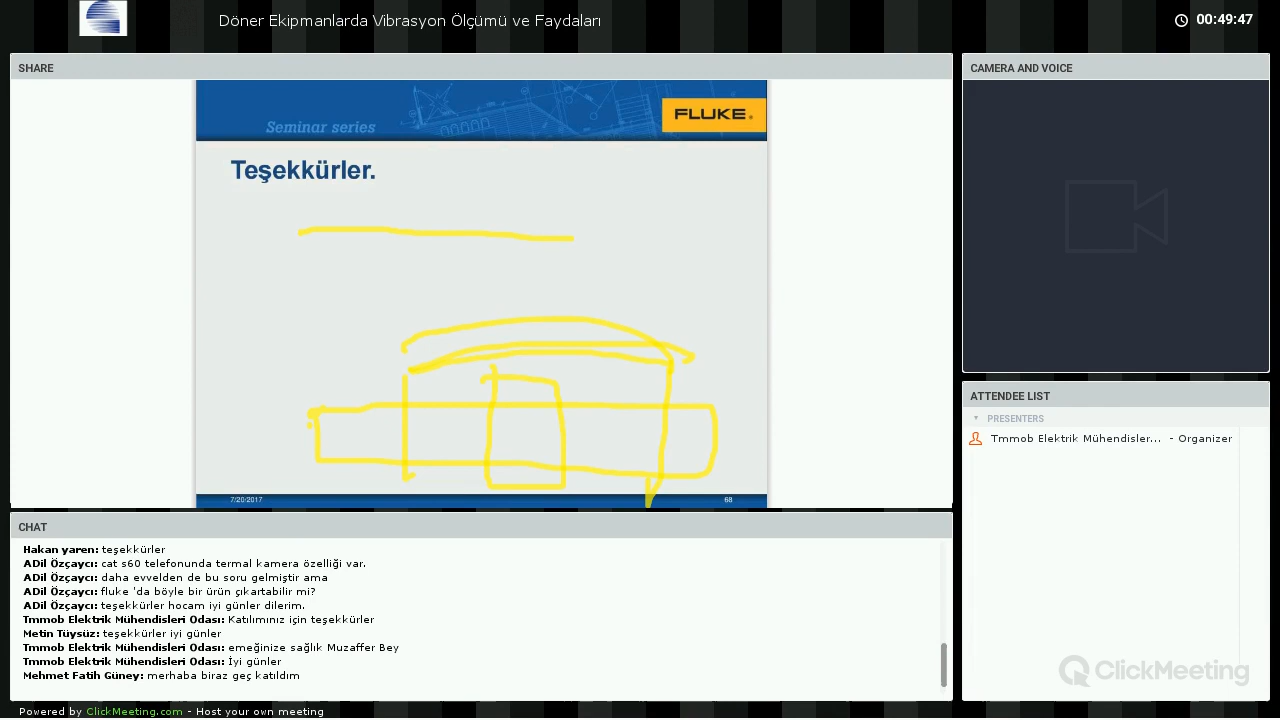 Döner Ekipmanlarda Vibrasyon Ölçümü ve Faydaları
00:49:47
SHARE
Seminar series
FLUKE®
Teşekkürler.
7/20/2017
68
CAMERA AND VOICE
ATTENDEE LIST
PRESENTERS
Tmmob Elektrik Mühendisler... - Organizer
CHAT
Hakan yaren: teşekkürler
ADil Özçaycı: cat s60 telefonunda termal kamera özelliği var.
ADil Özçaycı: daha evvelden de bu soru gelmiştir ama
ADil Özçaycı: fluke 'da böyle bir ürün çıkartabilir mi?
ADil Özçaycı: teşekkürler hocam iyi günler dilerim.
Tmmob Elektrik Mühendisleri Odası: Katılımınız için teşekkürler
Metin Tüysüz: teşekkürler iyi günler
Tmmob Elektrik Mühendisleri Odası: emeğinize sağlık Muzaffer Bey
Tmmob Elektrik Mühendisleri Odası: İyi günler
Mehmet Fatih Güney: merhaba biraz geç katıldım
ClickMeeting
Powered by ClickMeeting.com - Host your own meeting